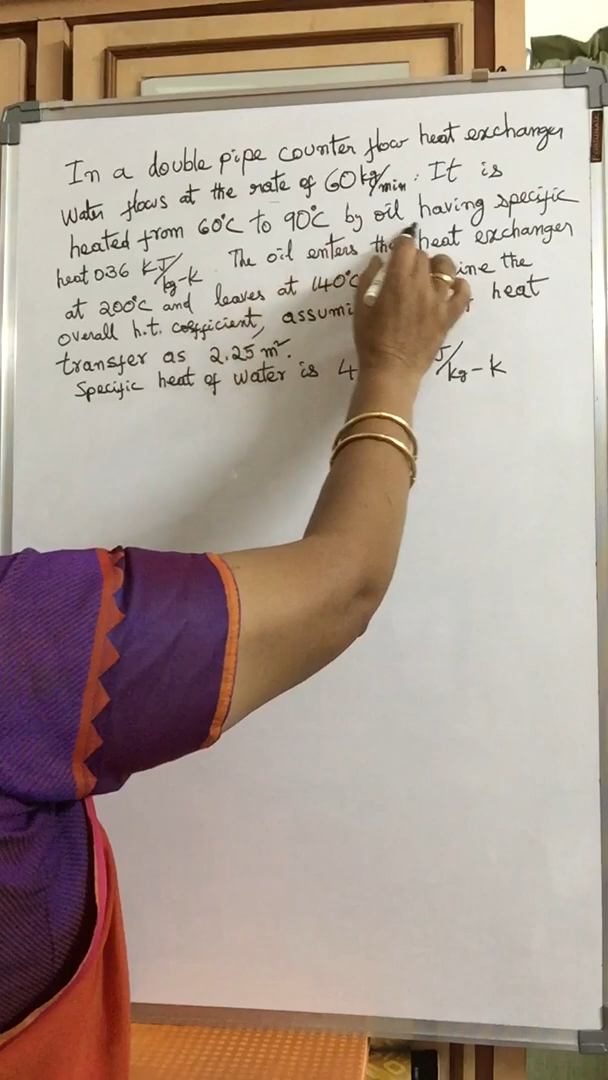 In a double pipe counter flow heat exchanger
Water flows at the rate of 60 kg/min. It is
heated from 60°C to 90°C by oil having specific
heat 036 KJ/kg-K. The oil enters the heat exchanger
at 200°C and leaves at 140°C ine the
overall h.t. coefficient, assumi heat
transfer as 2.25 m².
Specific heat of water is 4 J/kg-K